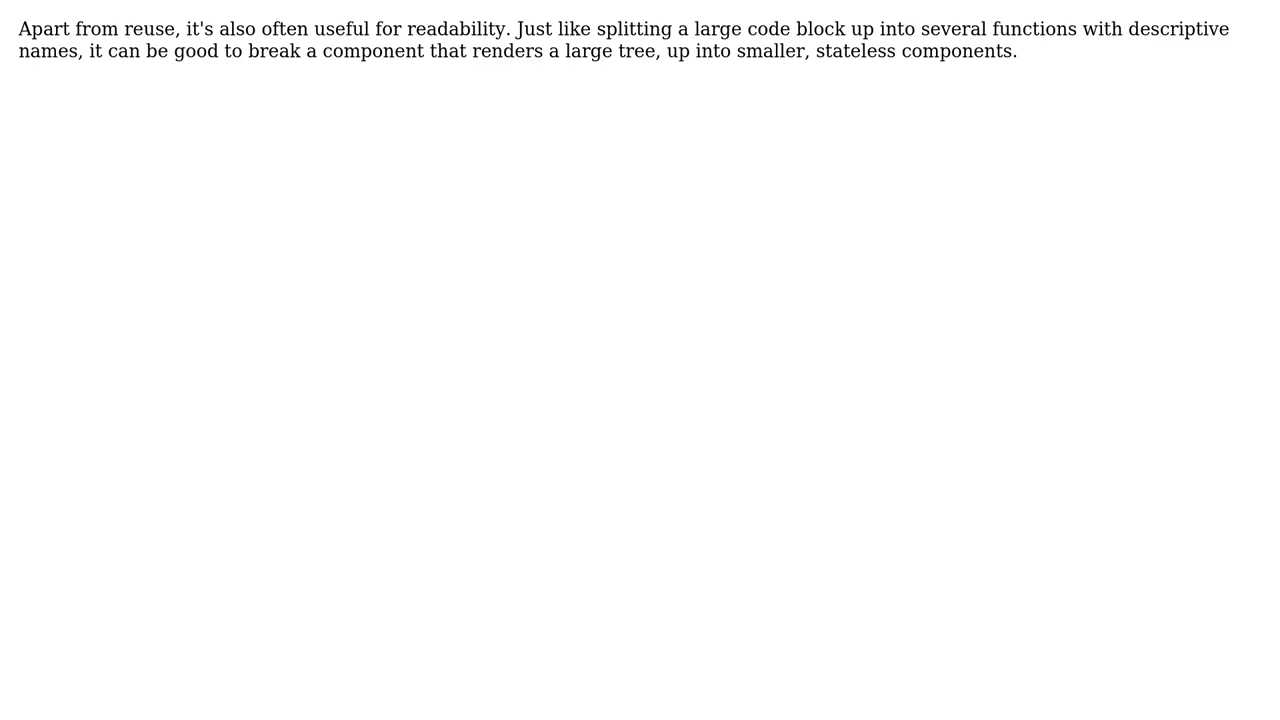 Apart from reuse, it's also often useful for readability. Just like splitting a large code block up into several functions with descriptive
names, it can be good to break a component that renders a large tree, up into smaller, stateless components.